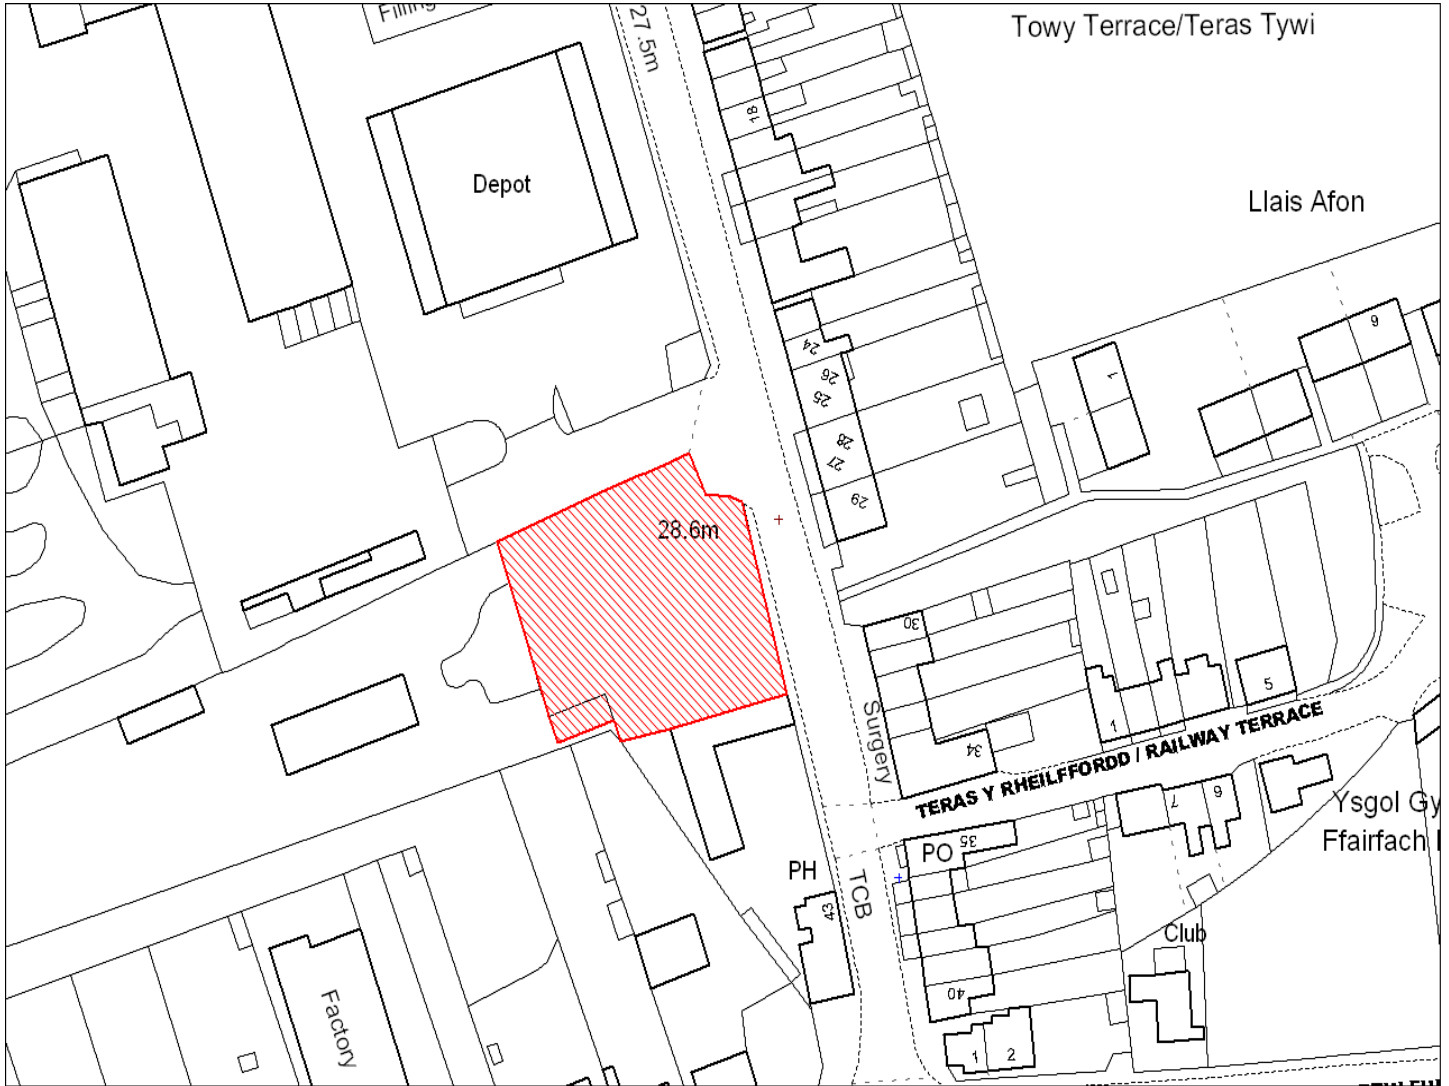 Filling
27.5m
Towy Terrace/Teras Tywi
18
Depot
Llais Afon
24
26
25
28
27
29
1
6
28.6m
30
Surgery
34
1
5
TERAS Y RHEILFFORDD / RAILWAY TERRACE
7
6
Ysgol Gy
Ffairfach
35
PO
PH
TCB
43
Club
40
Factory
1
2